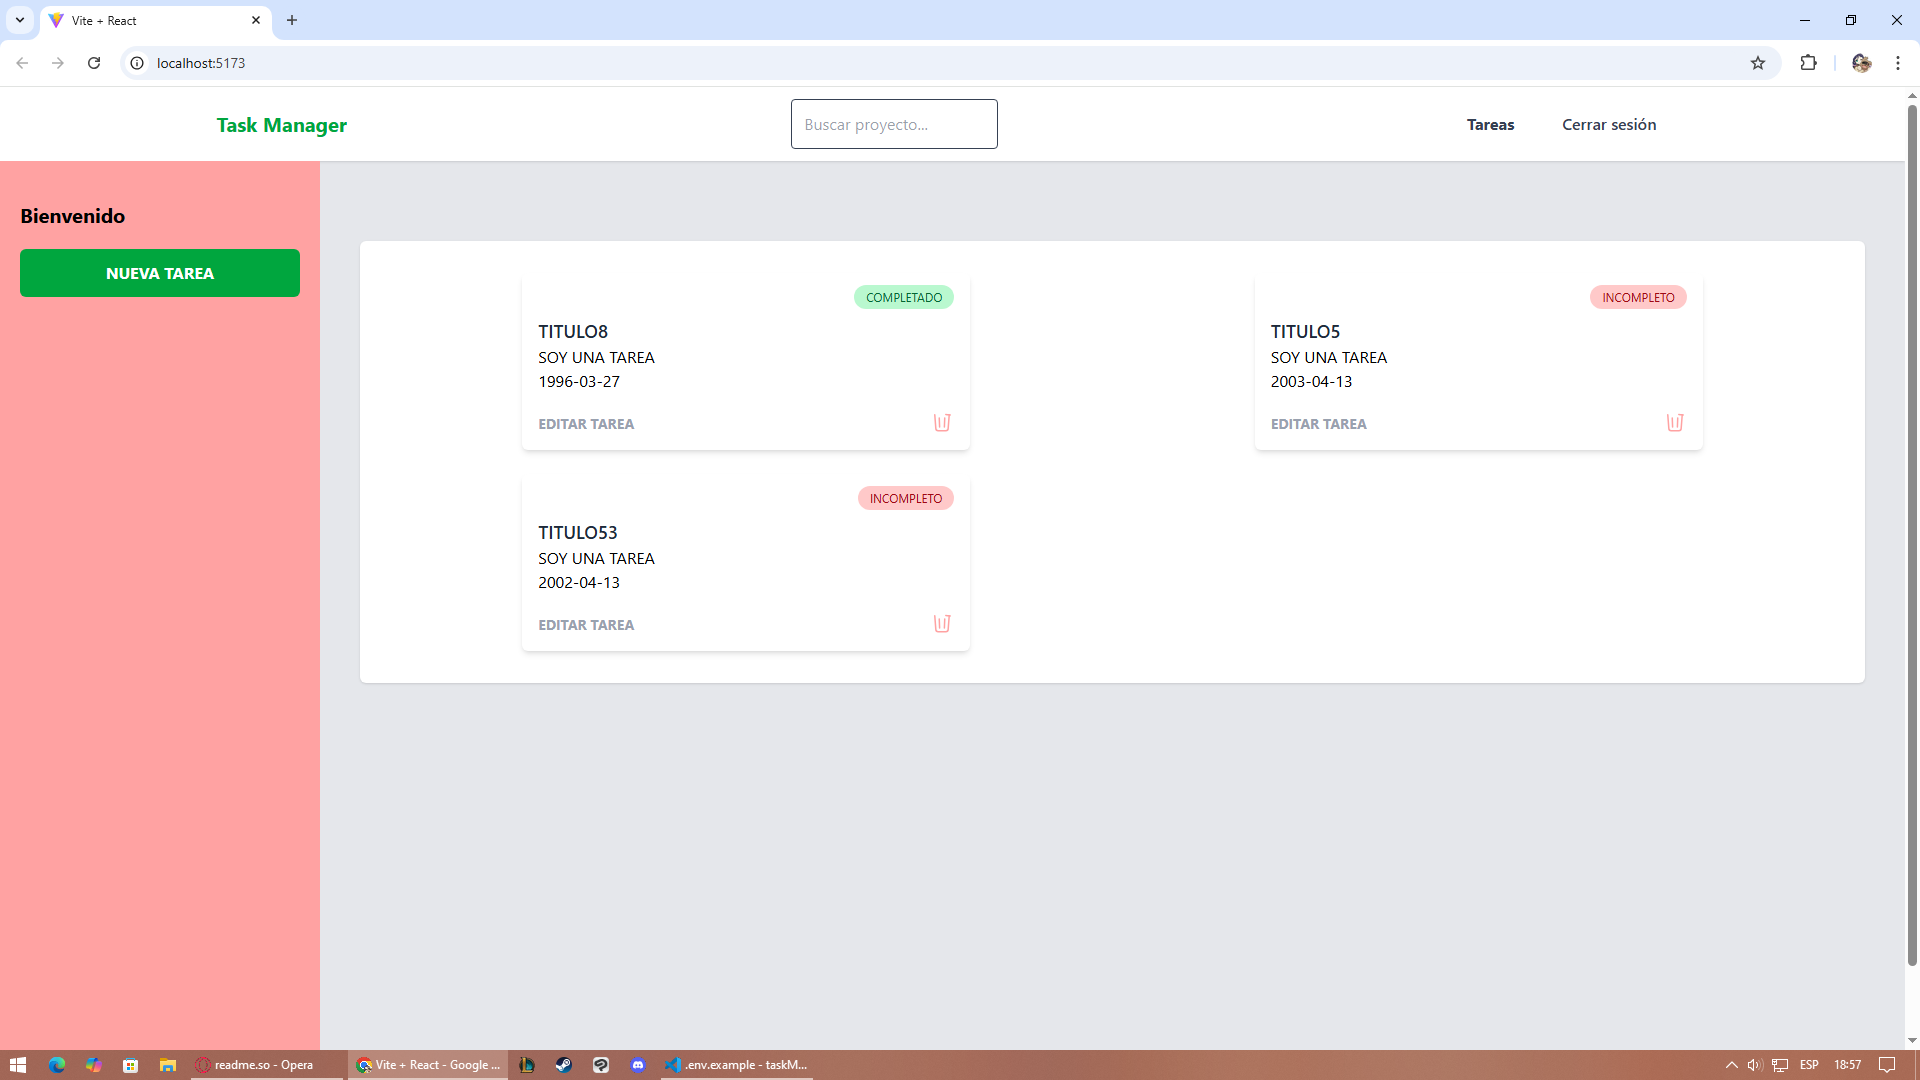 Vite + React
localhost:5173
Task Manager
Buscar proyecto...
Tareas
Cerrar sesión
Bienvenido
NUEVA TAREA
COMPLETADO
TITULO8
SOY UNA TAREA
1996-03-27
EDITAR TAREA
INCOMPLETO
TITULO5
SOY UNA TAREA
2003-04-13
EDITAR TAREA
INCOMPLETO
TITULO53
SOY UNA TAREA
2002-04-13
EDITAR TAREA
readme.so - Opera
Vite + React - Google ...
.env.example - taskM...
ESP
18:57